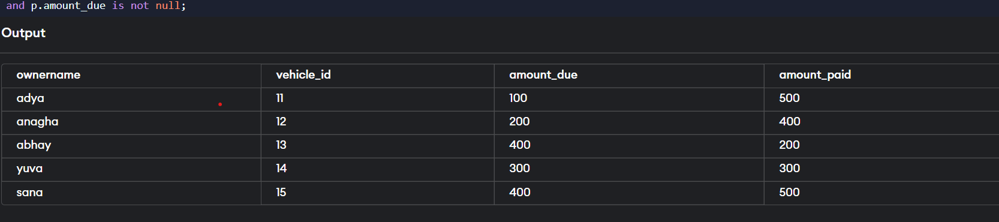 and p.amount_due is not null;
Output
ownername vehicle_id amount_due amount_paid
adya 11 100 500
anagha 12 200 400
abhay 13 400 200
yuva 14 300 300
sana 15 400 500